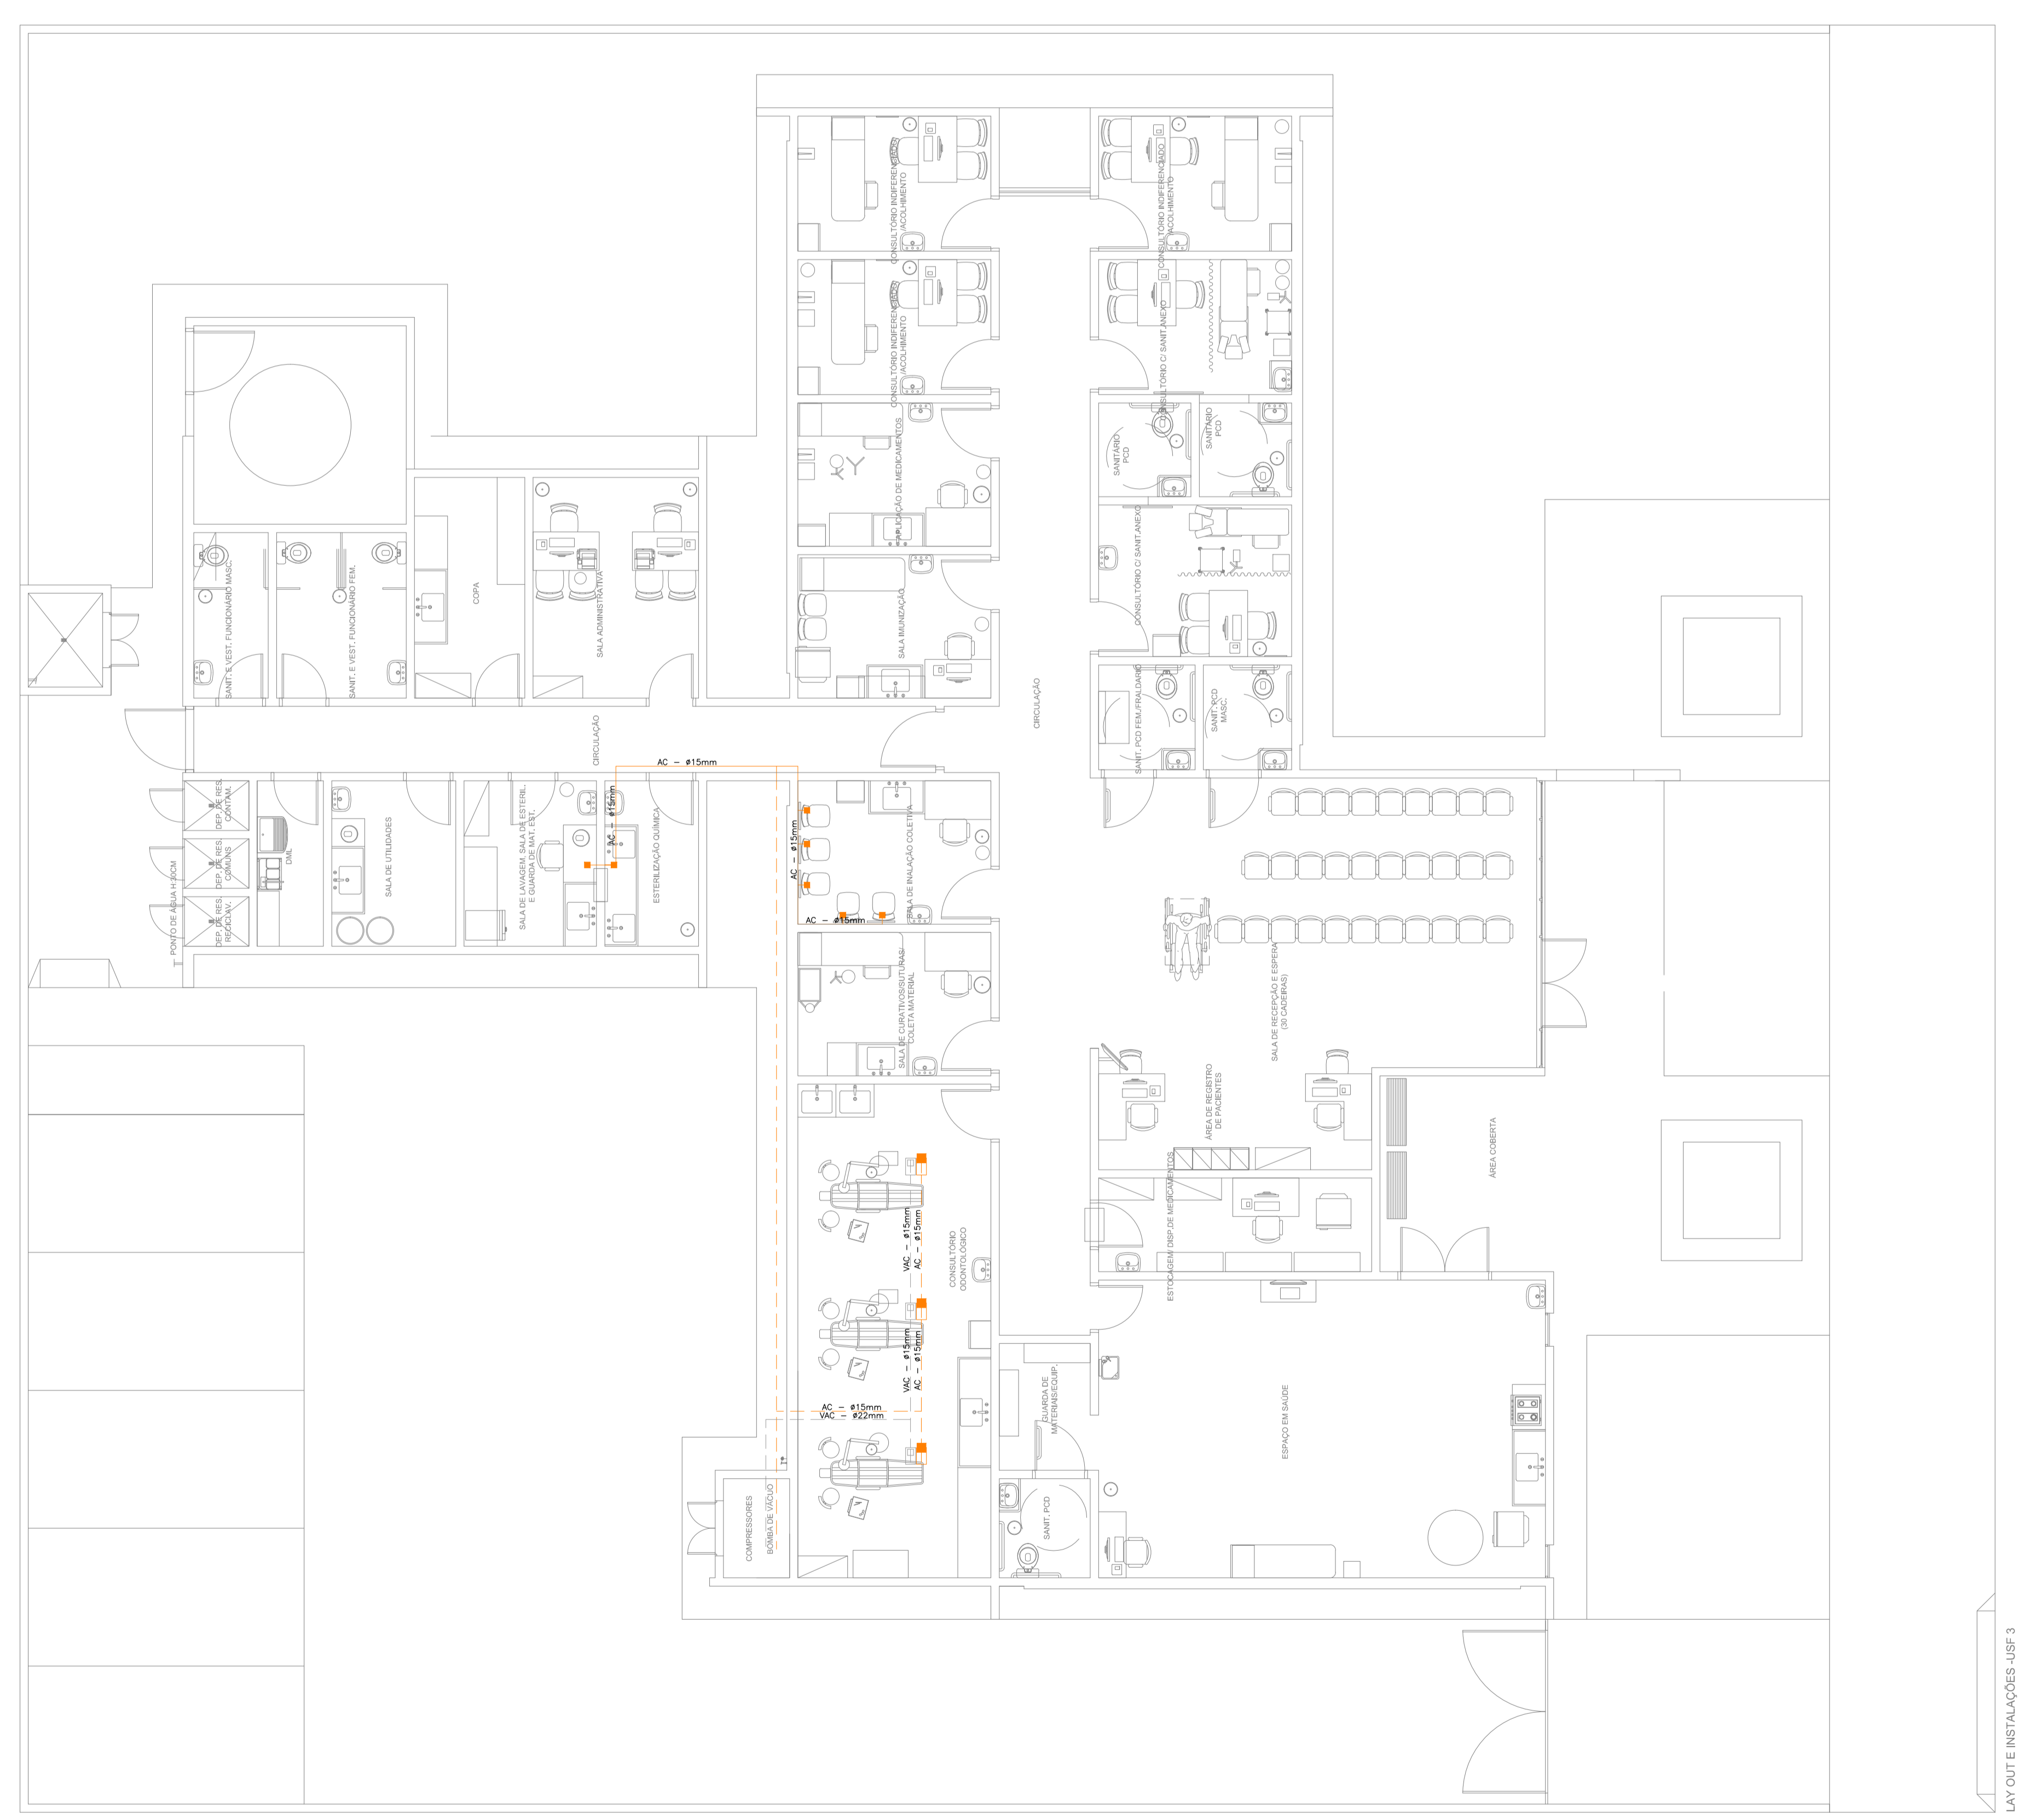 CONSULTÓRIO INDIFERENCIADO
/ACOLHIMENTO
CONSULTÓRIO INDIFERENCIADO
/ACOLHIMENTO
CONSULTÓRIO INDIFERENCIADO
/ACOLHIMENTO
CONSULTÓRIO C/ SANIT.ANEXO
APLICAÇÃO DE MEDICAMENTOS
SANITÁRIO
PCD
SANITÁRIO
PCD
SANIT. E VEST. FUNCIONÁRIO MASC.
SANIT. E VEST. FUNCIONÁRIO FEM.
COPA
SALA ADMINISTRATIVA
SALA IMUNIZAÇÃO
CONSULTÓRIO C/ SANIT.ANEXO
CIRCULAÇÃO
CIRCULAÇÃO
SANIT. PCD FEM./FRALDÁRIO
SANIT. PCD
MASC.
AC - ø15mm
AC - ø15mm
AC - ø15mm
AC - ø15mm
DEP. DE RES.
CONTAM.
DEP. DE RES.
COMUNS
DEP. DE RES.
RECICLAV.
PONTO DE ÁGUA H:30CM
DML
SALA DE UTILIDADES
SALA DE LAVAGEM, SALA DE ESTERIL.
E GUARDA DE MAT. EST.
ESTERILIZAÇÃO QUÍMICA
SALA DE INALAÇÃO COLETIVA
SALA DE CURATIVOS/SUTURAS/
COLETA MATERIAL
SALA DE RECEPÇÃO E ESPERA
(30 CADEIRAS)
ÁREA DE REGISTRO
DE PACIENTES
ÁREA COBERTA
ESTOCAGEM/ DISP.DE MEDICAMENTOS
VAC - ø15mm
AC - ø15mm
CONSULTÓRIO
ODONTOLÓGICO
VAC - ø15mm
AC - ø15mm
AC - ø15mm
VAC - ø22mm
GUARDA DE
MATERIAIS/EQUIP.
ESPAÇO EM SAÚDE
COMPRESSORES
BOMBA DE VÁCUO
SANIT. PCD
LAY OUT E INSTALAÇÕES -USF 3